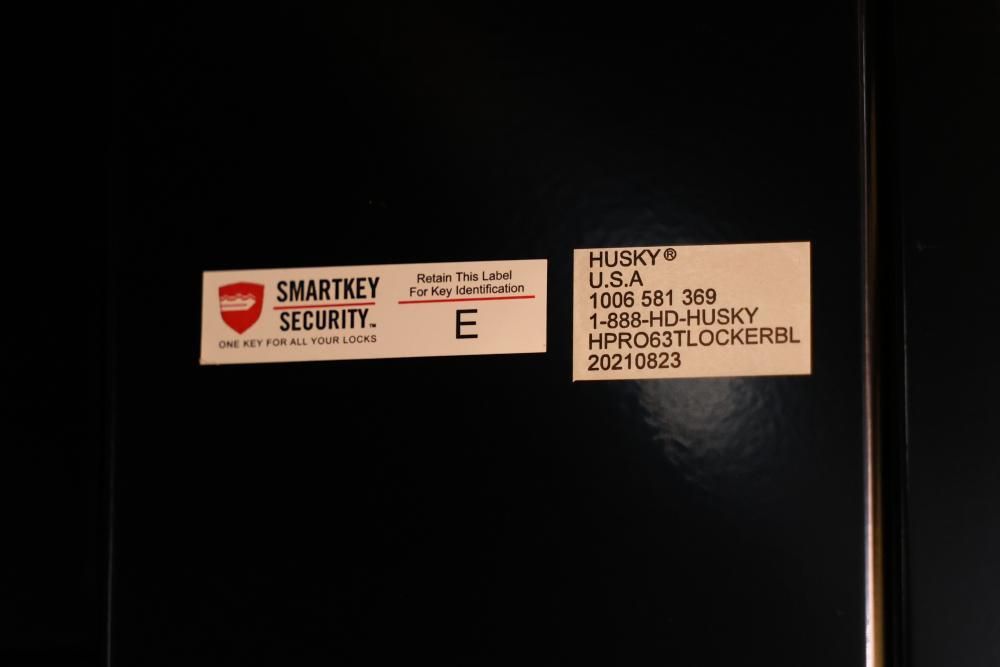 SMARTKEY
SECURITY™
ONE KEY FOR ALL YOUR LOCKS
Retain This Label
For Key Identification
E
HUSKY®
U.S.A
1006 581 369
1-888-HD-HUSKY
HPRO63TLOCKERBL
20210823